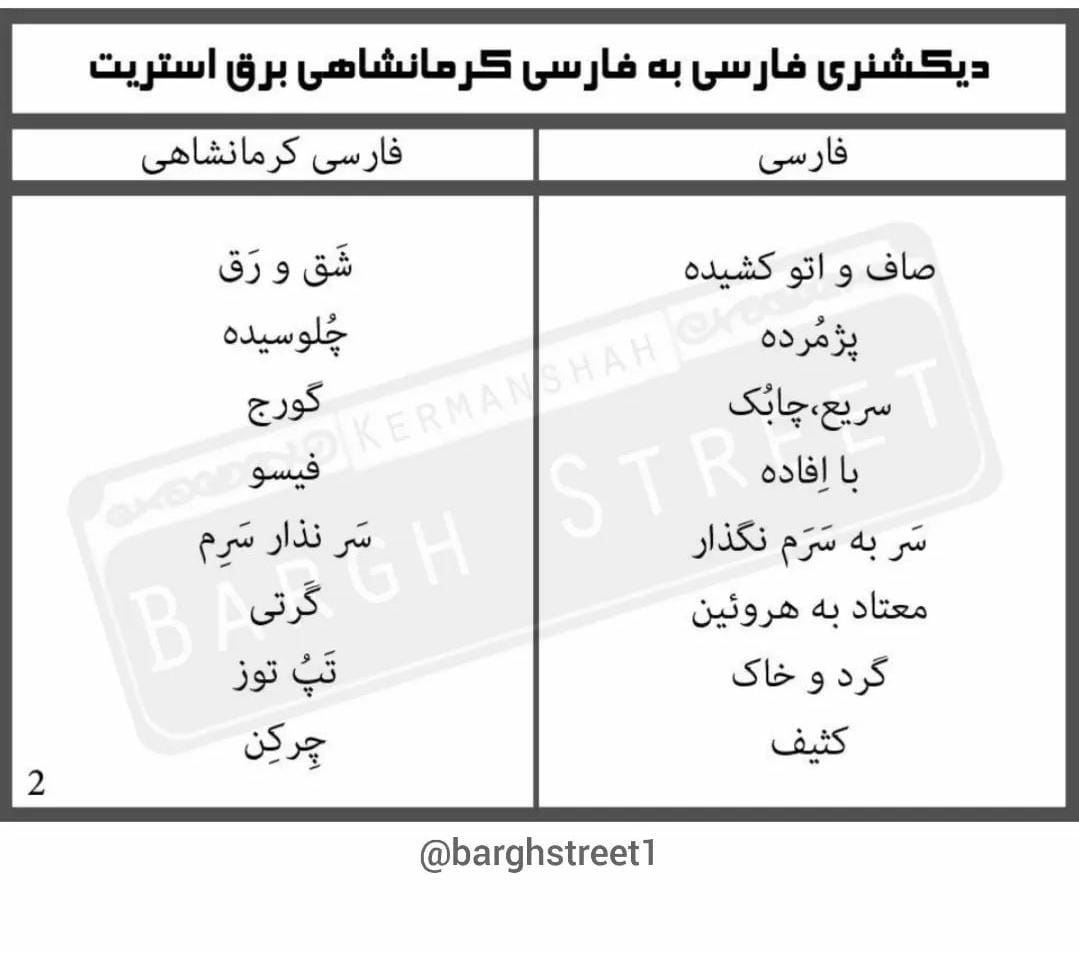 دیکشنری فارسی به فارسی کرمانشاهی برق استریت
فارسی	فارسی کرمانشاهی
صاف و اتو کشیده	شَق و رَق
پژمُرده	چُلوسیده
سریع،چابُک	گورج
با اِفاده	فیسو
سَر به سَرَم نگذار	سَر نذار سَرِم
معتاد به هروئین	گَرتی
گرد و خاک	تَپُ توز
کثیف	چِرکِن
2
KERMANSHAH
BARGH STREET
@barghstreet1